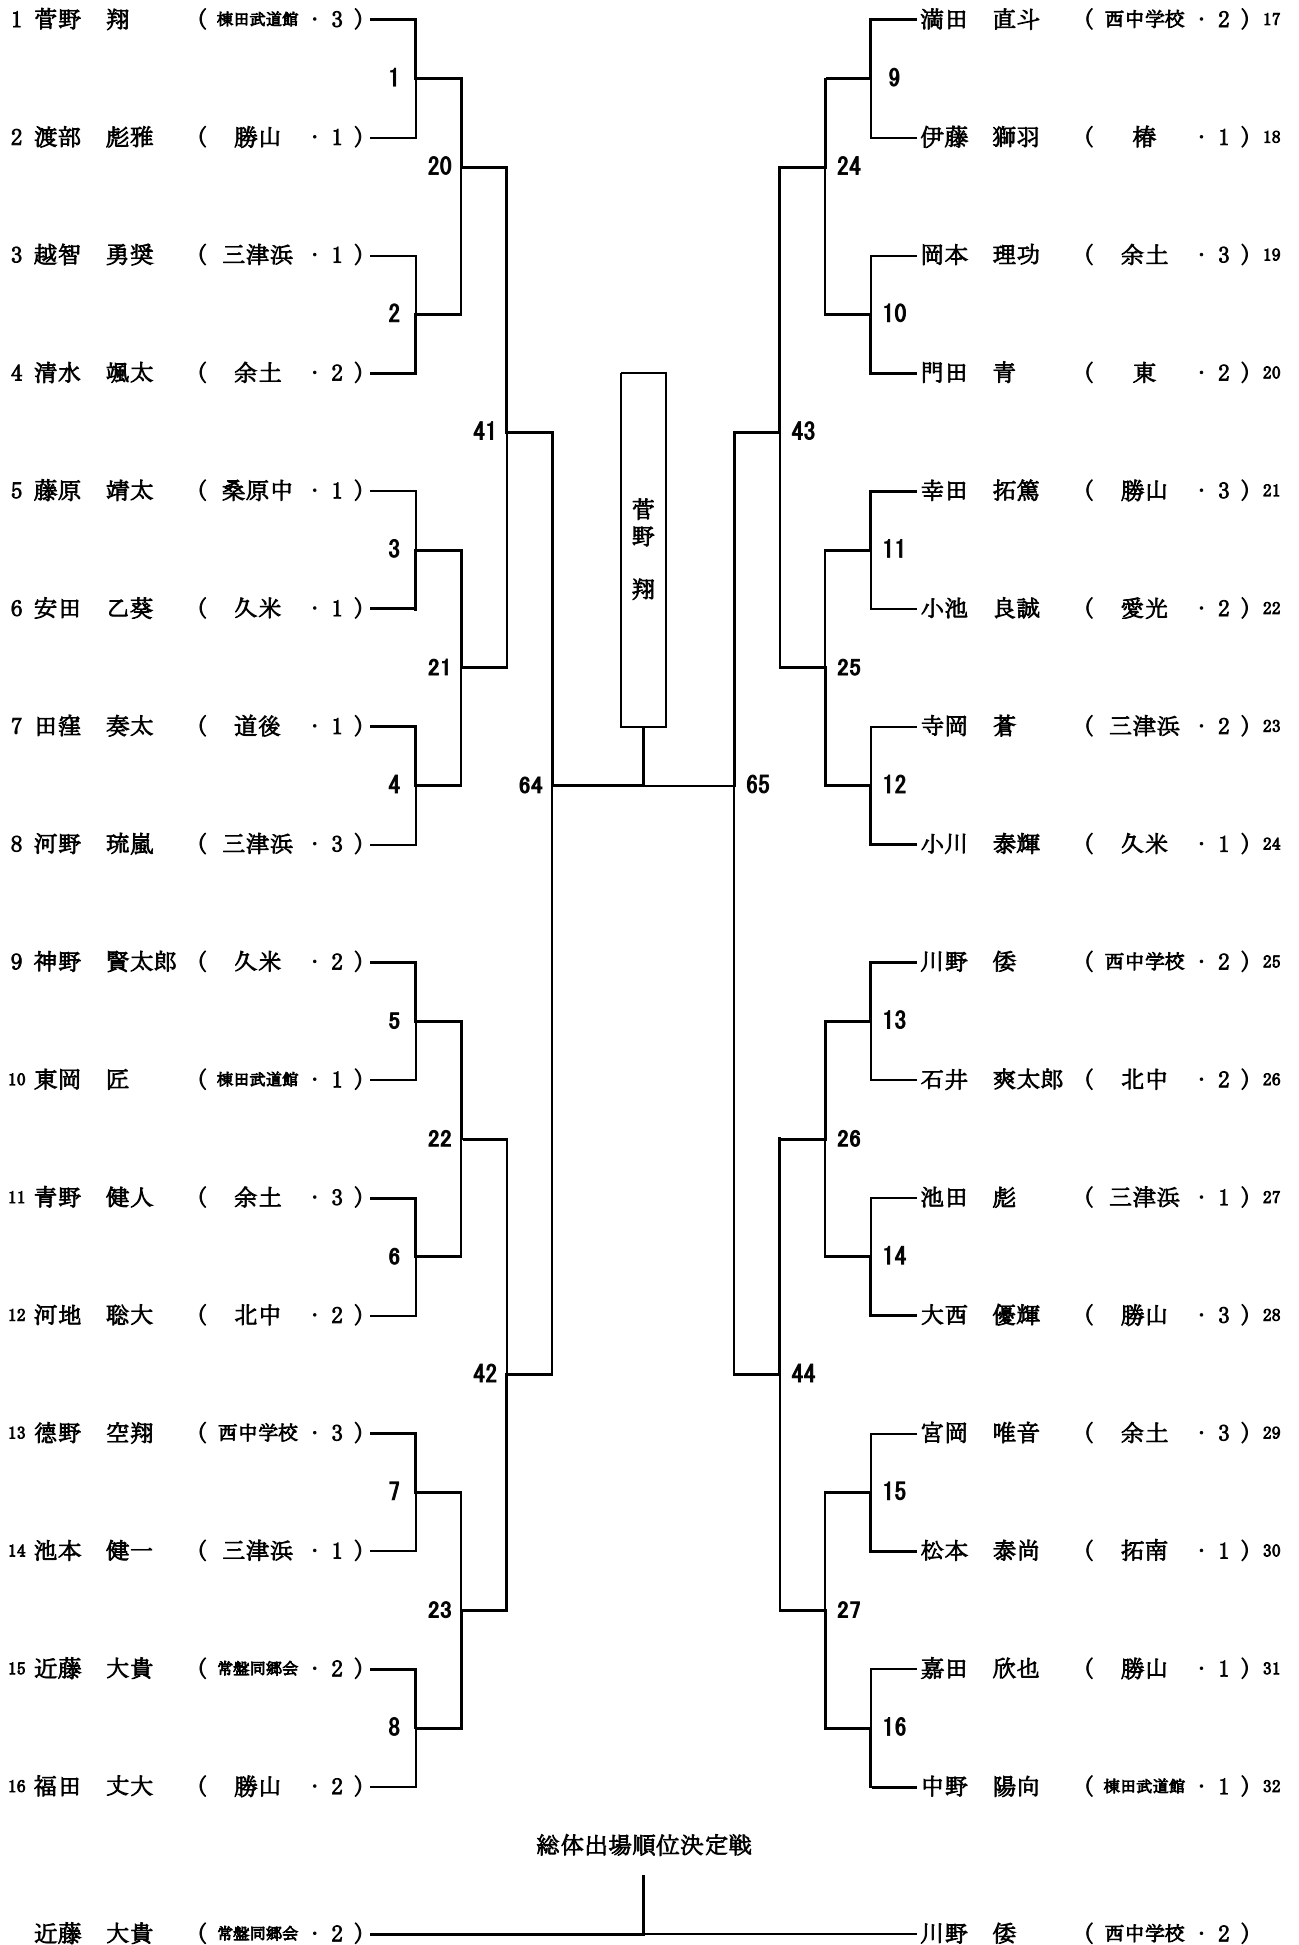 1 菅野 翔 ( 棟田武道館 ・ 3 )
1
2 渡部 彪雅 ( 勝山 ・ 1 )
20
3 越智 勇奨 ( 三津浜 ・ 1 )
2
4 清水 颯太 ( 余土 ・ 2 )
41
5 藤原 靖太 ( 桑原中 ・ 1 )
3
6 安田 乙葵 ( 久米 ・ 1 )
21
7 田窪 奏太 ( 道後 ・ 1 )
4
64
8 河野 琉嵐 ( 三津浜 ・ 3 )
9 神野 賢太郎 ( 久米 ・ 2 )
5
10 東岡 匠 ( 棟田武道館 ・ 1 )
22
11 青野 健人 ( 余土 ・ 3 )
6
12 河地 聡大 ( 北中 ・ 2 )
42
13 德野 空翔 ( 西中学校 ・ 3 )
7
14 池本 健一 ( 三津浜 ・ 1 )
23
15 近藤 大貴 ( 常盤同郷会 ・ 2 )
8
16 福田 丈大 ( 勝山 ・ 2 )
菅野 翔
満田 直斗 ( 西中学校 ・ 2 ) 17
9
伊藤 獅羽 ( 椿 ・ 1 ) 18
24
岡本 理功 ( 余土 ・ 3 ) 19
10
門田 青 ( 東 ・ 2 ) 20
43
幸田 拓篤 ( 勝山 ・ 3 ) 21
11
小池 良誠 ( 愛光 ・ 2 ) 22
25
寺岡 蒼 ( 三津浜 ・ 2 ) 23
65
12
小川 泰輝 ( 久米 ・ 1 ) 24
川野 倭 ( 西中学校 ・ 2 ) 25
13
石井 爽太郎 ( 北中 ・ 2 ) 26
26
池田 彪 ( 三津浜 ・ 1 ) 27
14
大西 優輝 ( 勝山 ・ 3 ) 28
44
宮岡 唯音 ( 余土 ・ 3 ) 29
15
松本 泰尚 ( 拓南 ・ 1 ) 30
27
嘉田 欣也 ( 勝山 ・ 1 ) 31
16
中野 陽向 ( 棟田武道館 ・ 1 ) 32
総体出場順位決定戦
近藤 大貴 ( 常盤同郷会 ・ 2 )
川野 倭 ( 西中学校 ・ 2 )